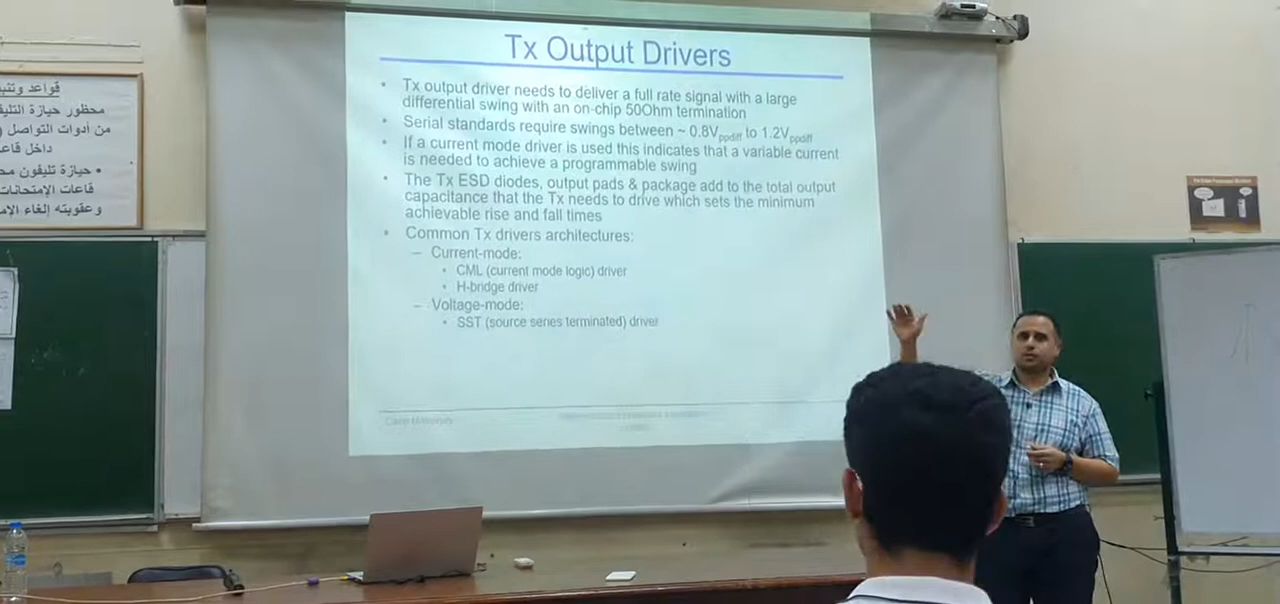 Tx Output Drivers
• Tx output driver needs to deliver a full rate signal with a large
differential swing with an on-chip 50Ohm termination
• Serial standards require swings between ~ 0.8Vppdiff to 1.2Vppdiff
• If a current mode driver is used this indicates that a variable current
is needed to achieve a programmable swing
• The Tx ESD diodes, output pads & package add to the total output
capacitance that the Tx needs to drive which sets the minimum
achievable rise and fall times
• Common Tx drivers architectures:
– Current-mode:
• CML (current mode logic) driver
• H-bridge driver
– Voltage-mode:
• SST (source series terminated) driver
قواعد
محظور حيازة
من أدوات التواصل
داخل
• حيازة تليفون
قاعات الإمتحانات
وعقوبته إلغاء